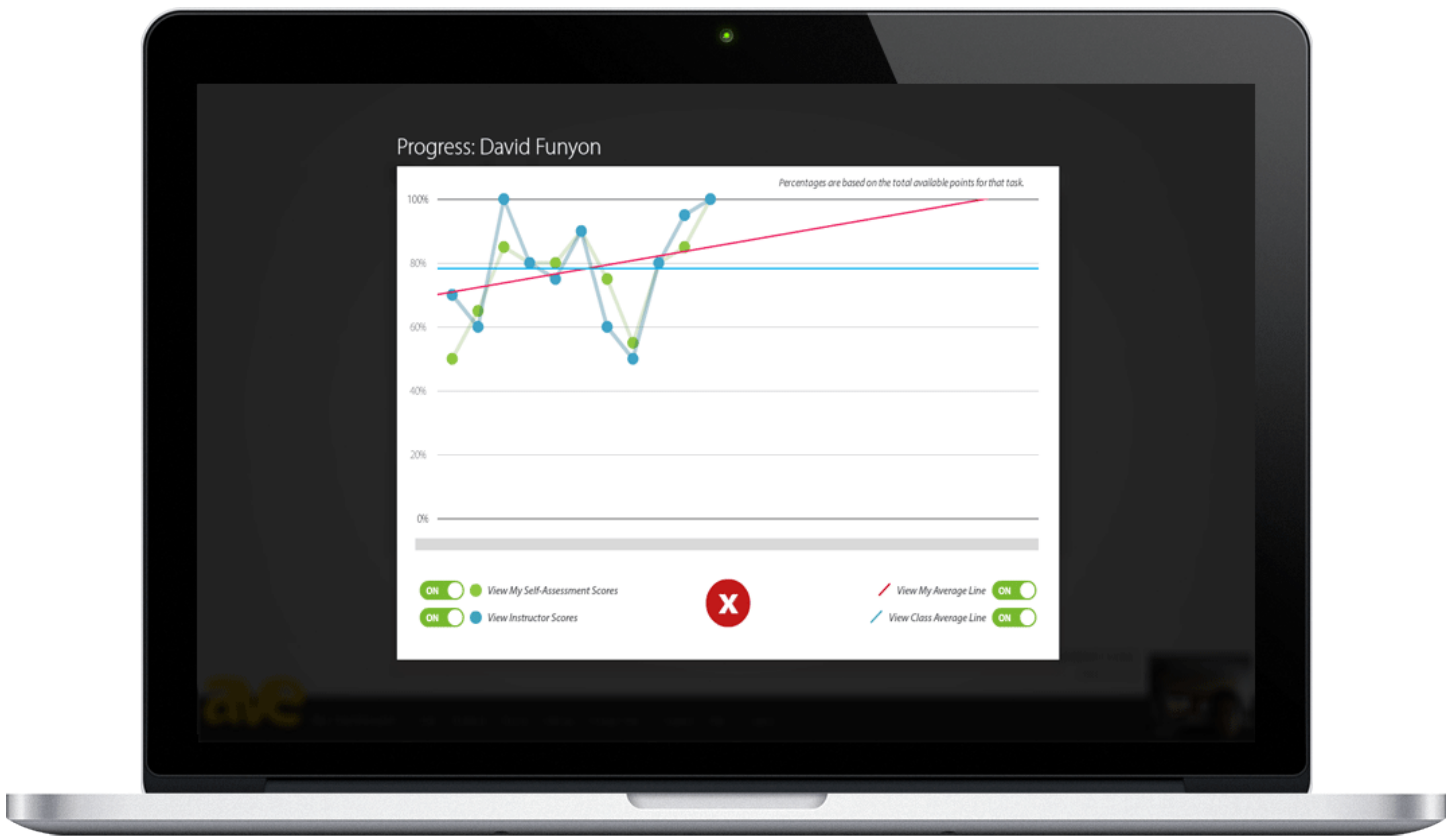 Progress: David Funyon
Percentages are based on the total available points for that task.
100%
80%
60%
40%
20%
0%
ON View My Self-Assessment Scores
ON View Instructor Scores
X
View My Average Line ON
View Class Average Line ON
ave